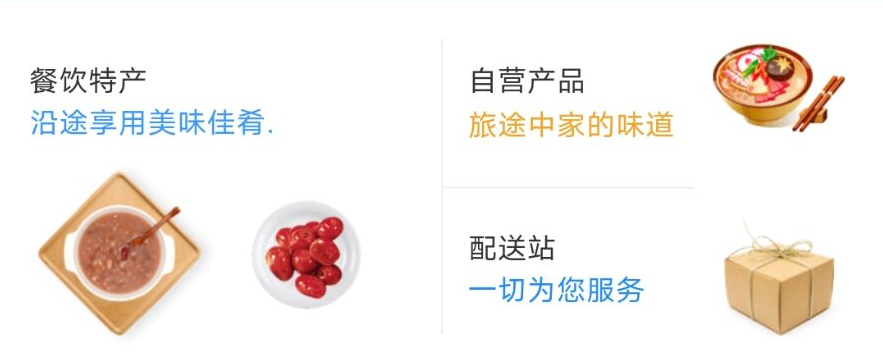 餐饮特产
沿途享用美味佳肴.
自营产品
旅途中家的味道
配送站
一切为您服务